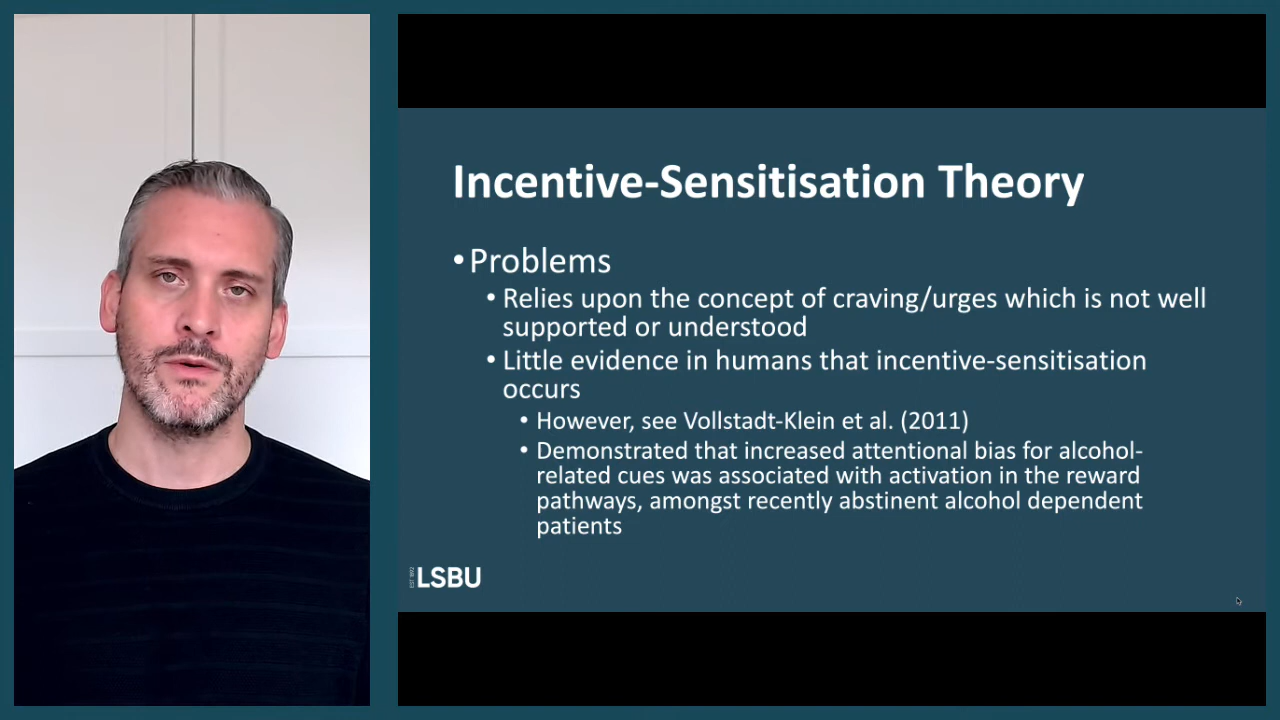 Incentive-Sensitisation Theory
• Problems
• Relies upon the concept of craving/urges which is not well
supported or understood
• Little evidence in humans that incentive-sensitisation
occurs
• However, see Vollstadt-Klein et al. (2011)
• Demonstrated that increased attentional bias for alcohol-
related cues was associated with activation in the reward
pathways, amongst recently abstinent alcohol dependent
patients
LSBU